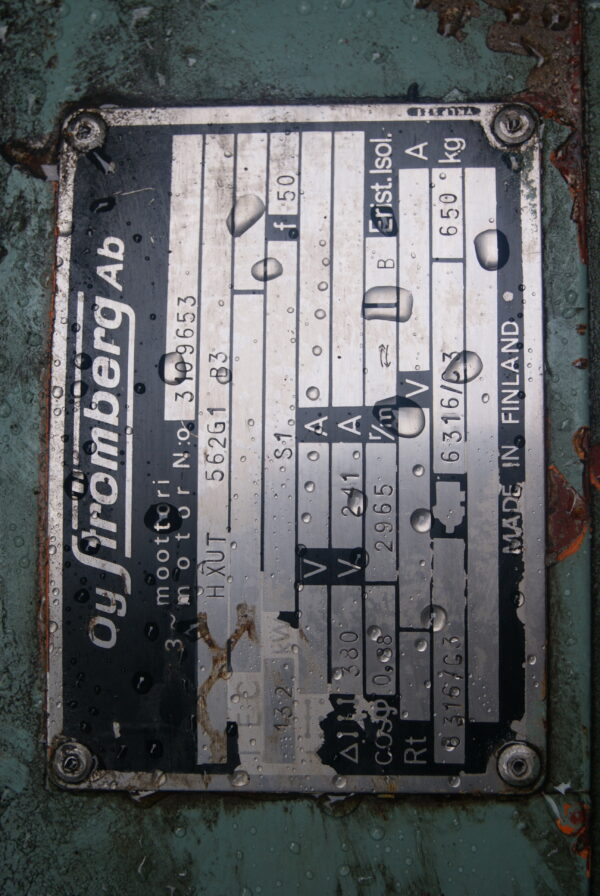 oy Strömberg Ab
moottori
3~ motor N:o 3109653
HXUT 562G1 B3
IEC
132 kW S1 f 50
V A
Δ 380 V 241 A
cosφ 0,88 2965 r/min ⇄ B Erist.Isol.
Rt V A
6316/C3 6316/C3 650 kg
MADE IN FINLAND